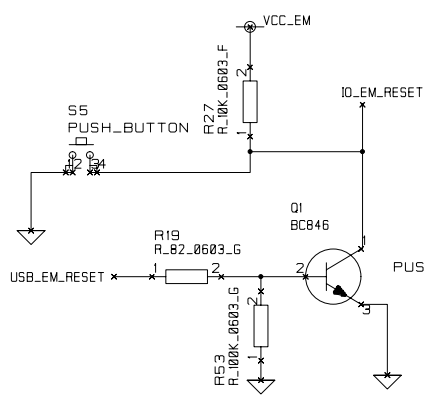 VCC_EM
2
R27
R_10K_0603_F
1
IO_EM_RESET
S5
PUSH_BUTTON
12 34
Q1
BC846
1
2
3
PUS
R19
R_82_0603_G
USB_EM_RESET
1
2
2
R53
R_100K_0603_G
1